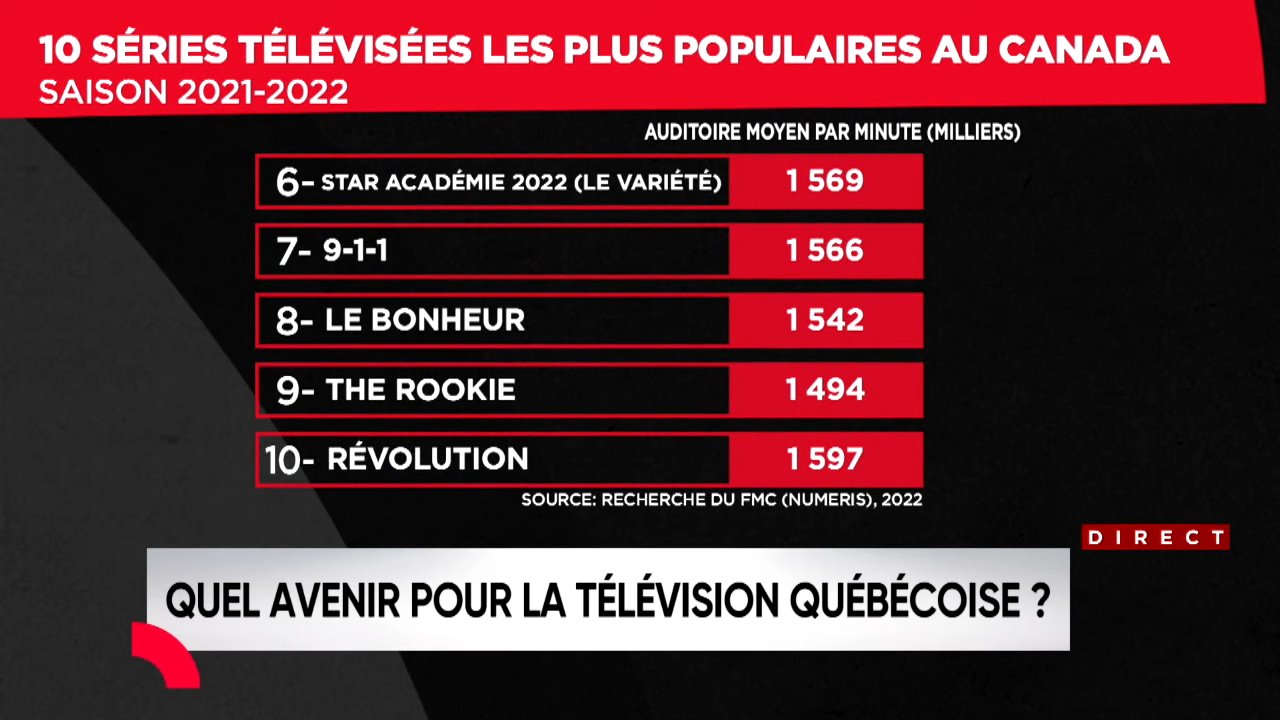 10 SÉRIES TÉLÉVISÉES LES PLUS POPULAIRES AU CANADA
SAISON 2021-2022
AUDITOIRE MOYEN PAR MINUTE (MILLIERS)
6- STAR ACADÉMIE 2022 (LE VARIÉTÉ) 1 569
7- 9-1-1 1 566
8- LE BONHEUR 1 542
9- THE ROOKIE 1 494
10- RÉVOLUTION 1 597
SOURCE: RECHERCHE DU FMC (NUMERIS), 2022
DIRECT
QUEL AVENIR POUR LA TÉLÉVISION QUÉBÉCOISE ?